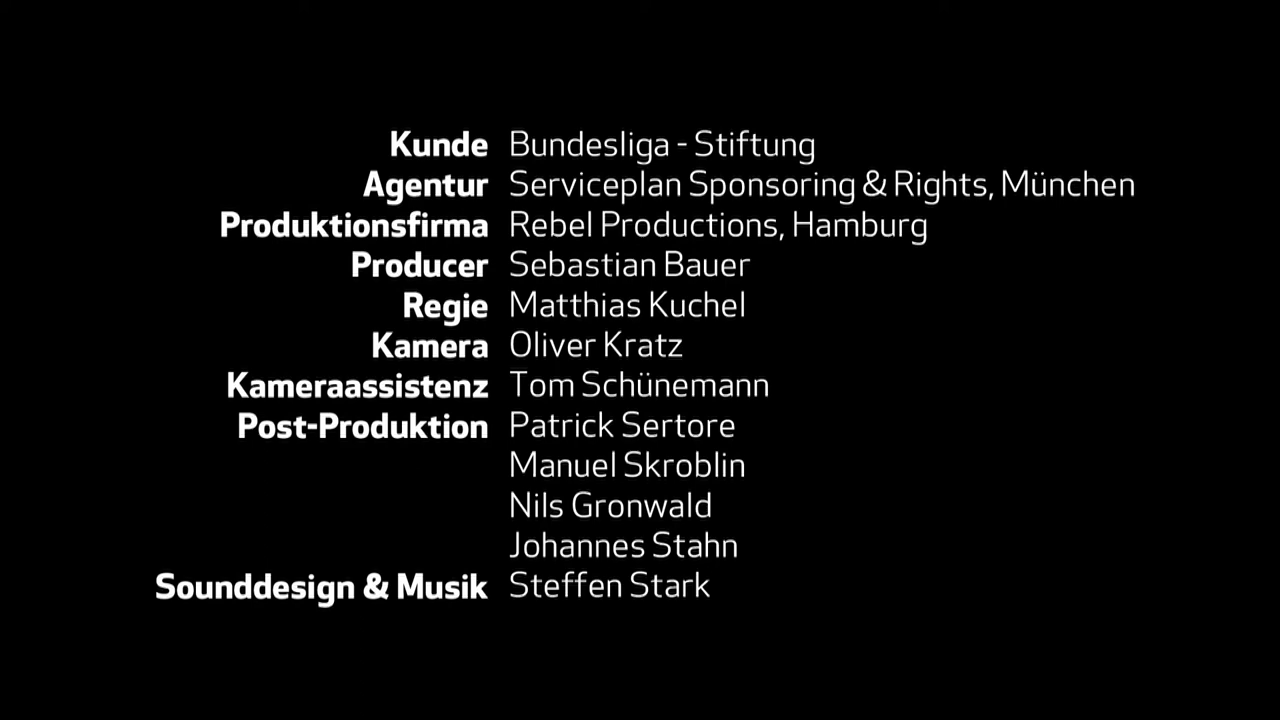 Kunde Bundesliga - Stiftung
Agentur Serviceplan Sponsoring & Rights, München
Produktionsfirma Rebel Productions, Hamburg
Producer Sebastian Bauer
Regie Matthias Kuchel
Kamera Oliver Kratz
Kameraassistenz Tom Schünemann
Post-Produktion Patrick Sertore
Manuel Skroblin
Nils Gronwald
Johannes Stahn
Sounddesign & Musik Steffen Stark